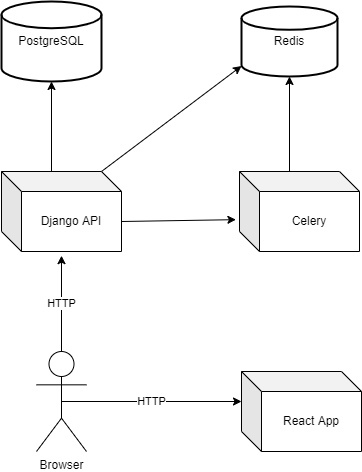 PostgreSQL
Redis
Django API
Celery
HTTP
HTTP
React App
Browser